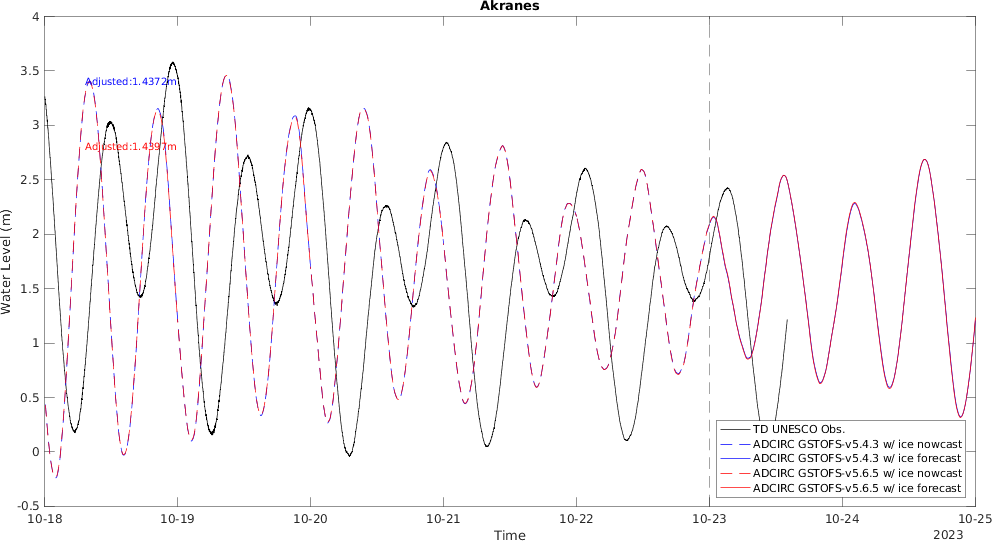 Akranes
4
3.5
3
2.5
2
1.5
1
0.5
0
-0.5
Water Level (m)
Adjusted:1.4372m
Adjusted:1.4397m
TD UNESCO Obs.
ADCIRC GSTOFS-v5.4.3 w/ ice nowcast
ADCIRC GSTOFS-v5.4.3 w/ ice forecast
ADCIRC GSTOFS-v5.6.5 w/ ice nowcast
ADCIRC GSTOFS-v5.6.5 w/ ice forecast
10-18 10-19 10-20 10-21 10-22 10-23 10-24 10-25
Time
2023